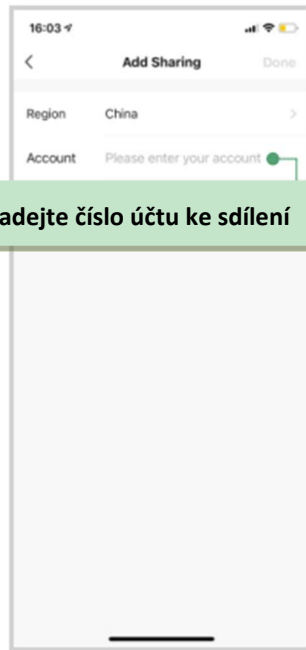 16:03
Add Sharing Done
Region China
Account Please enter your account
adejte číslo účtu ke sdílení